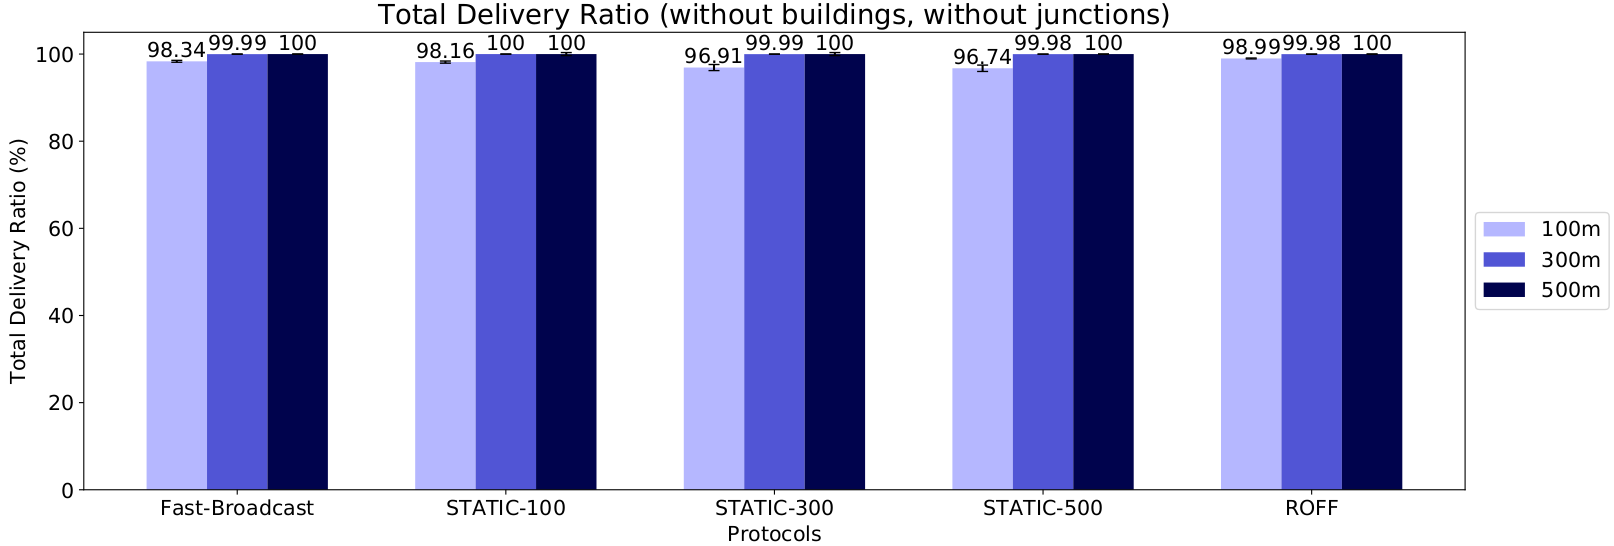 Total Delivery Ratio (without buildings, without junctions)
98.34 99.99 100 98.16 100 100 96.91 99.99 100 96.74 99.98 100 98.99 99.98 100
Total Delivery Ratio (%)
100
80
60
40
20
0
Fast-Broadcast STATIC-100 STATIC-300 STATIC-500 ROFF
Protocols
100m
300m
500m